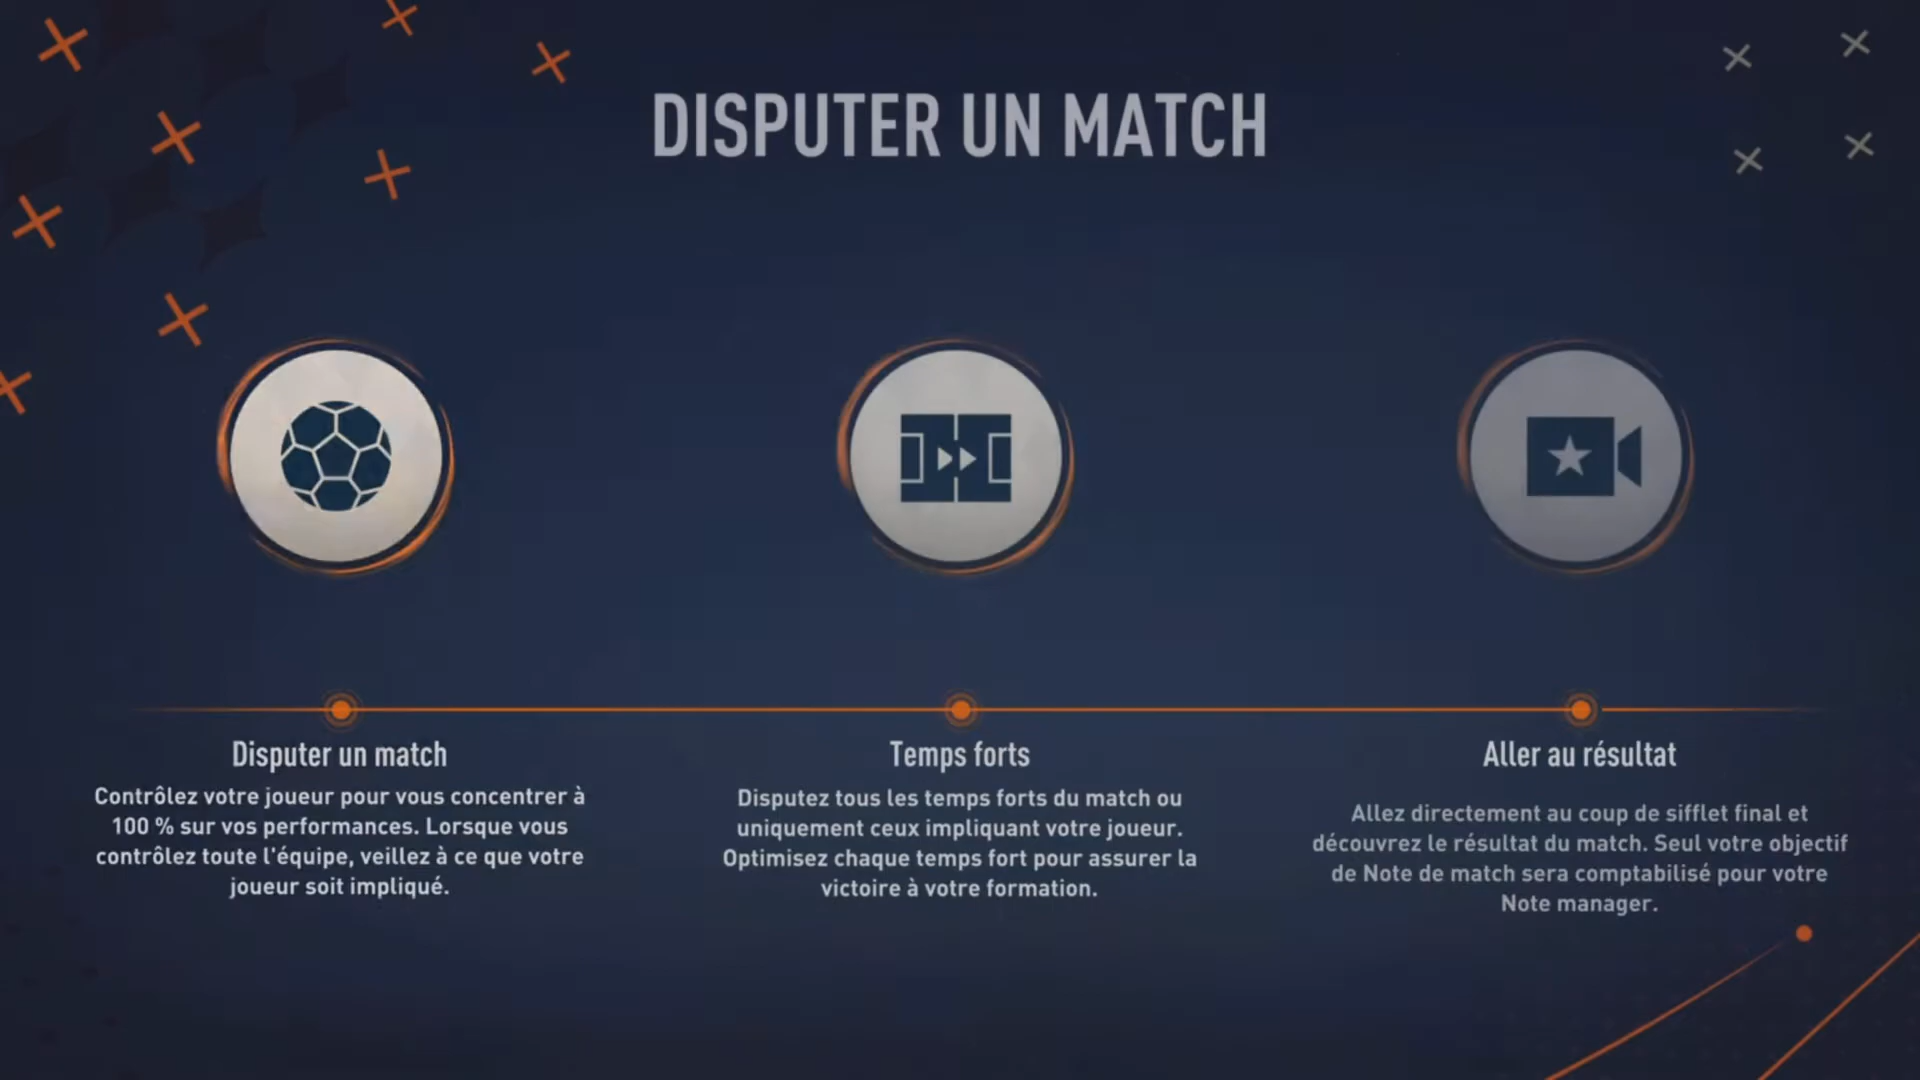 DISPUTER UN MATCH
Disputer un match
Contrôlez votre joueur pour vous concentrer à
100 % sur vos performances. Lorsque vous
contrôlez toute l'équipe, veillez à ce que votre
joueur soit impliqué.
Temps forts
Disputez tous les temps forts du match ou
uniquement ceux impliquant votre joueur.
Optimisez chaque temps fort pour assurer la
victoire à votre formation.
Aller au résultat
Allez directement au coup de sifflet final et
découvrez le résultat du match. Seul votre objectif
de Note de match sera comptabilisé pour votre
Note manager.